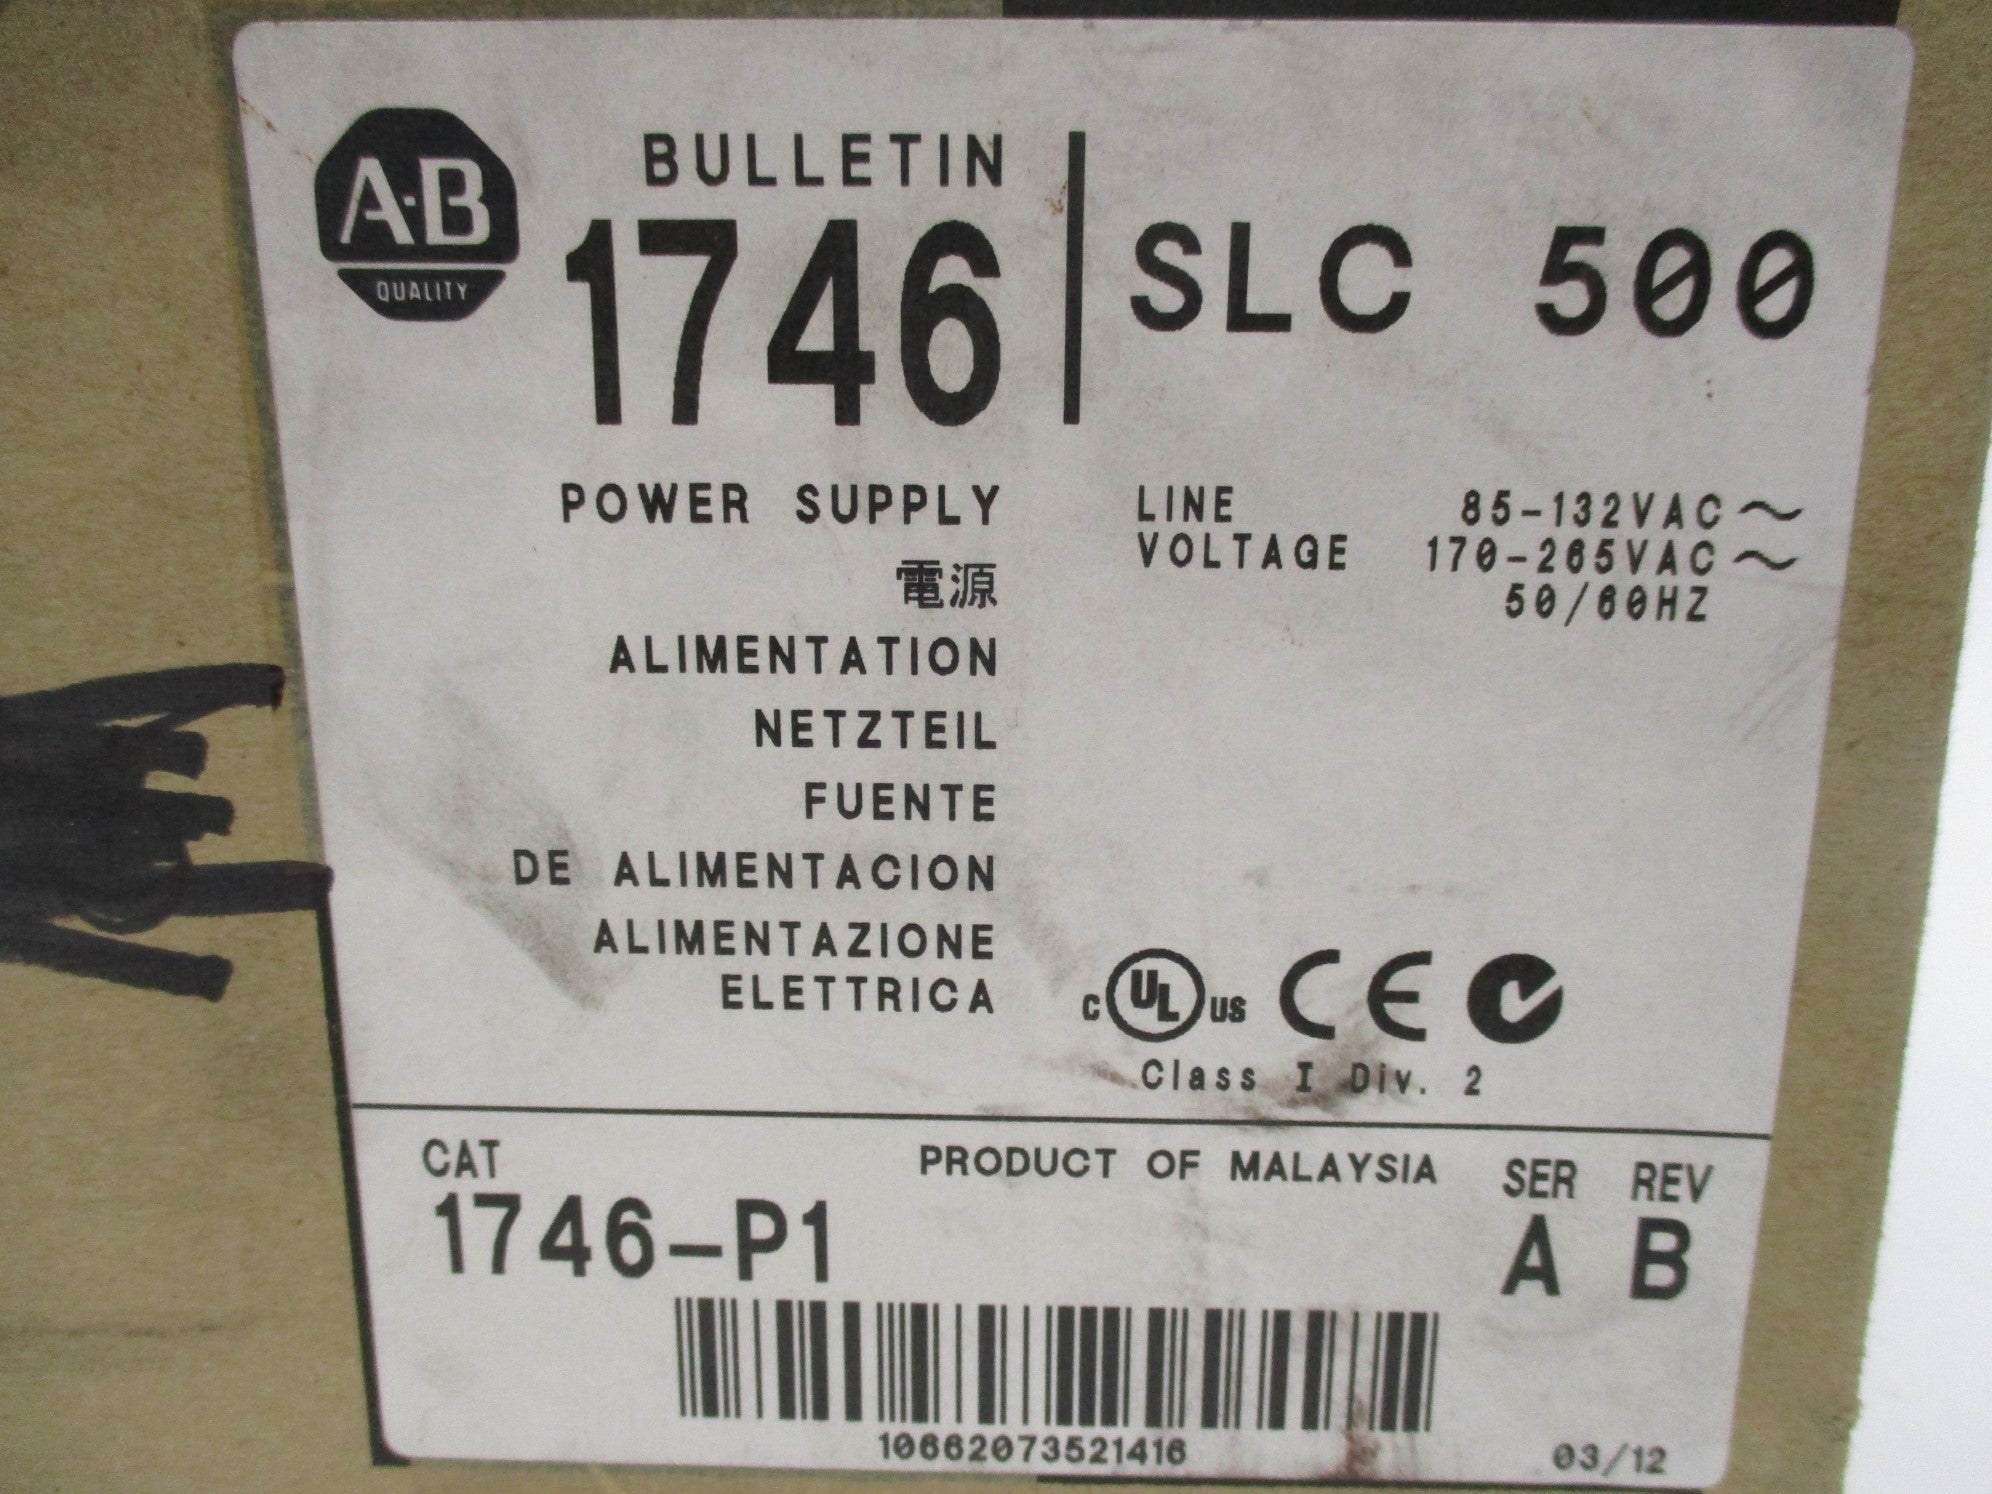 A-B
QUALITY
BULLETIN
1746
SLC 500
POWER SUPPLY
電源
ALIMENTATION
NETZTEIL
FUENTE
DE ALIMENTACION
ALIMENTAZIONE
ELETTRICA
LINE 85-132VAC~
VOLTAGE 170-265VAC~
50/60HZ
C UL US CE
Class I Div. 2
CAT
1746-P1
PRODUCT OF MALAYSIA
SER REV
A B
10662073521416
03/12